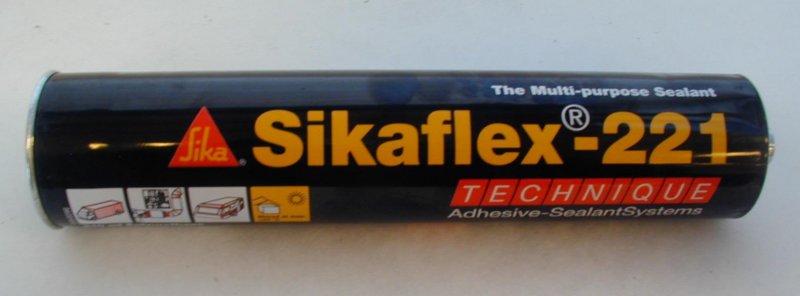 The Multi-purpose Sealant
Sika®
Sikaflex®-221
TECHNIQUE
Adhesive-SealantSystems